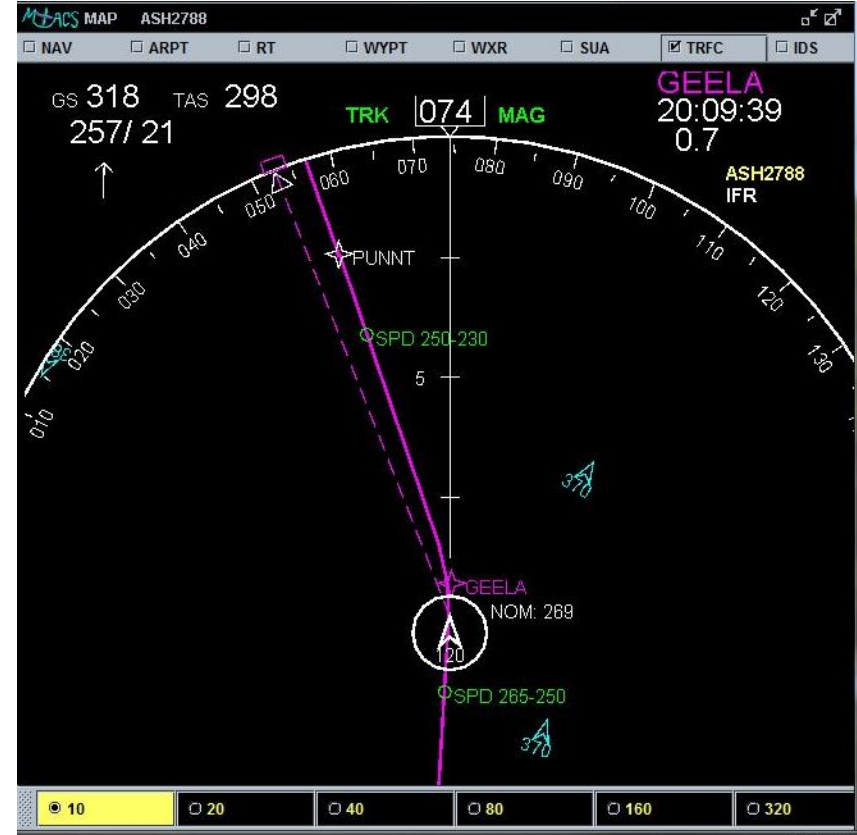 MACS MAP ASH2788
NAV ARPT RT WYPT WXR SUA TRFC IDS
GS 318 TAS 298
257/ 21
TRK 074 MAG
GEELA
20:09:39
0.7
ASH2788
IFR
010 020 030 040 050 060 070 080 090 100 110 120 130
PUNNT
SPD 250-230
5
370
GEELA
NOM: 269
120
SPD 265-250
370
10 20 40 80 160 320